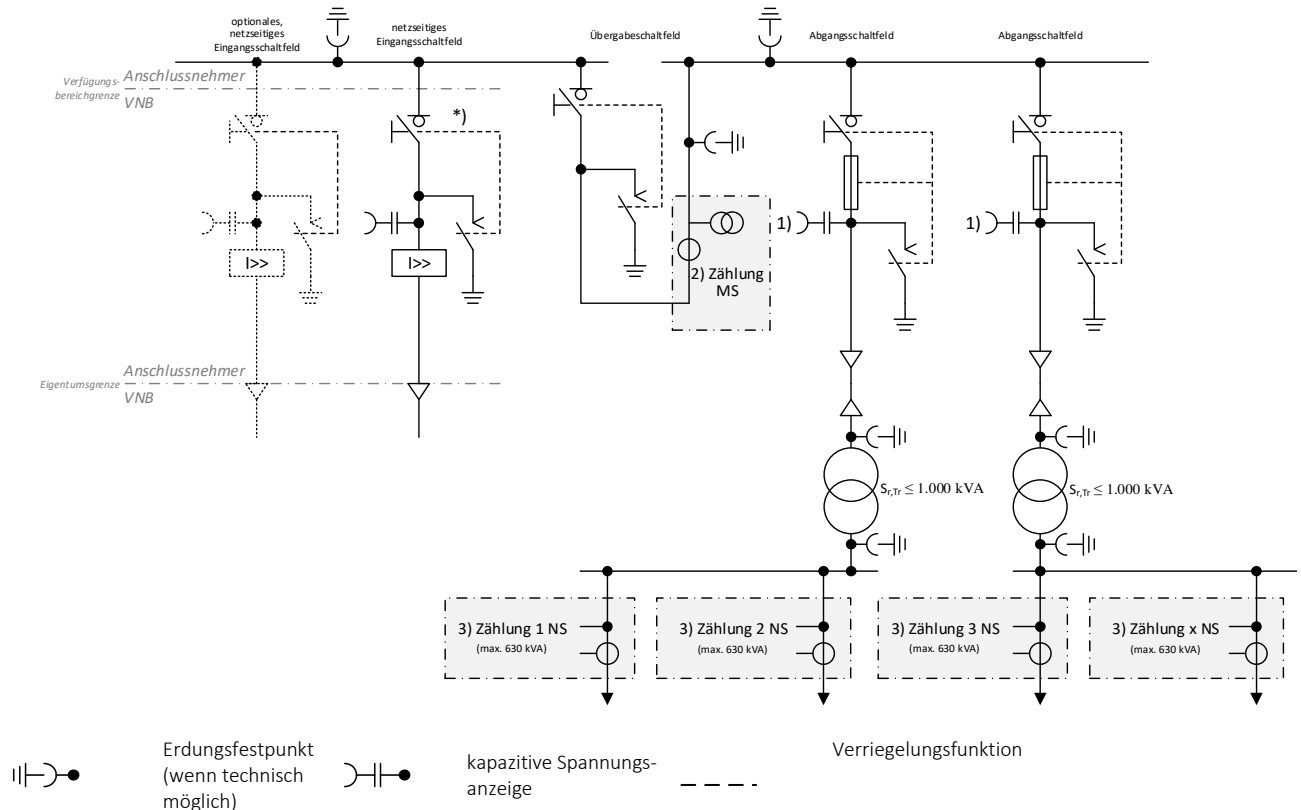 optionales,
netzseitiges
Eingangsschaltfeld
netzseitiges
Eingangsschaltfeld
Übergabeschaltfeld
Abgangsschaltfeld
Abgangsschaltfeld
Verfügungs-
bereichgrenze
Anschlussnehmer
VNB
*)
I>>
I>>
1)
1)
2) Zählung
MS
Eigentumsgrenze
Anschlussnehmer
VNB
Sr,Tr ≤ 1.000 kVA
Sr,Tr ≤ 1.000 kVA
3) Zählung 1 NS
(max. 630 kVA)
3) Zählung 2 NS
(max. 630 kVA)
3) Zählung 3 NS
(max. 630 kVA)
3) Zählung x NS
(max. 630 kVA)
Erdungsfestpunkt
(wenn technisch
möglich)
kapazitive Spannungs-
anzeige
Verriegelungsfunktion